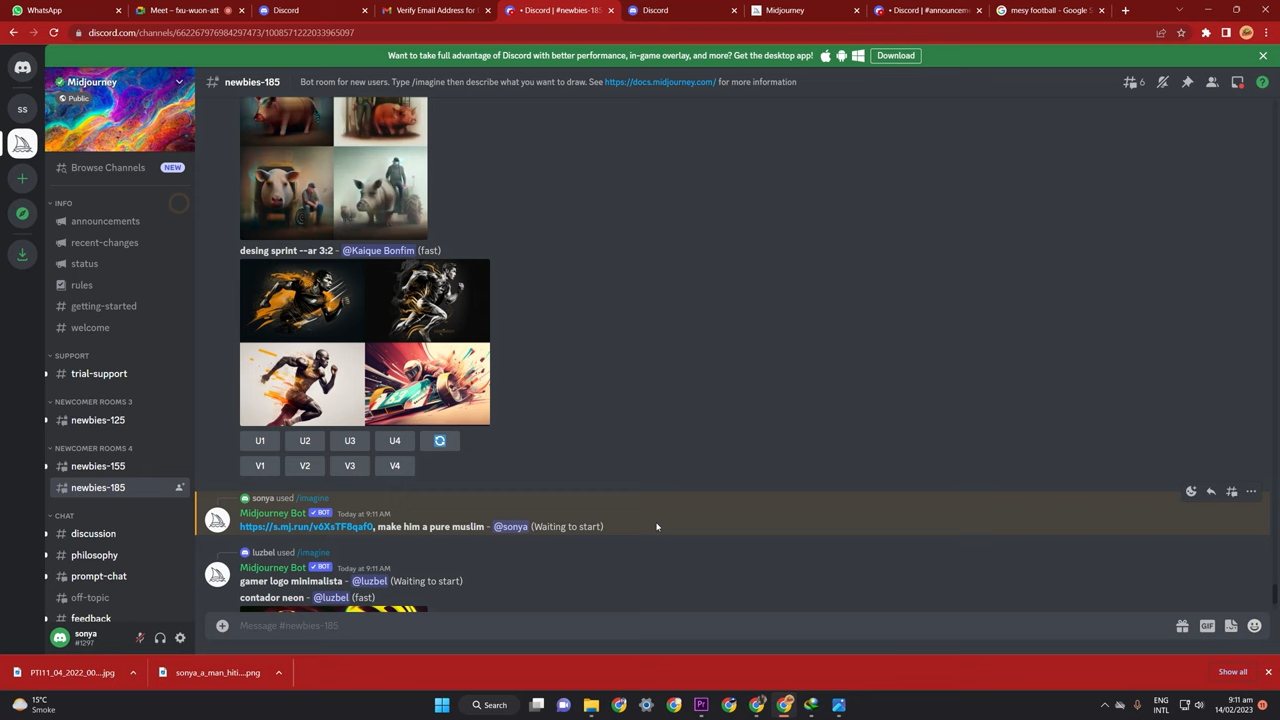 WhatsApp
Meet – fxu-wuon-att
Discord
Verify Email Address for D
• Discord | #newbies-185
Discord
Midjourney
• Discord | #announceme
mesy football - Google S
discord.com/channels/662267976984297473/1008571222033965097
Want to take full advantage of Discord with better performance, in-game overlay, and more? Get the desktop app!
Download
Midjourney
Public
newbies-185
Bot room for new users. Type /imagine then describe what you want to draw. See https://docs.midjourney.com/ for more information
6
SS
Browse Channels
NEW
INFO
announcements
recent-changes
status
rules
getting-started
welcome
SUPPORT
trial-support
NEWCOMER ROOMS 3
newbies-125
NEWCOMER ROOMS 4
newbies-155
newbies-185
CHAT
discussion
philosophy
prompt-chat
off-topic
feedback
sonya
#1297
desing sprint --ar 3:2 - @Kaique Bonfim (fast)
U1
U2
U3
U4
V1
V2
V3
V4
sonya used /imagine
Midjourney Bot ✓ BOT Today at 9:11 AM
https://s.mj.run/v6XsTF8qaf0, make him a pure muslim - @sonya (Waiting to start)
luzbel used /imagine
Midjourney Bot ✓ BOT Today at 9:11 AM
gamer logo minimalista - @luzbel (Waiting to start)
contador neon - @luzbel (fast)
Message #newbies-185
GIF
PTI11_04_2022_00....jpg
sonya_a_man_hiti....png
Show all
15°C
Smoke
Search
ENG
INTL
9:11 am
14/02/2023